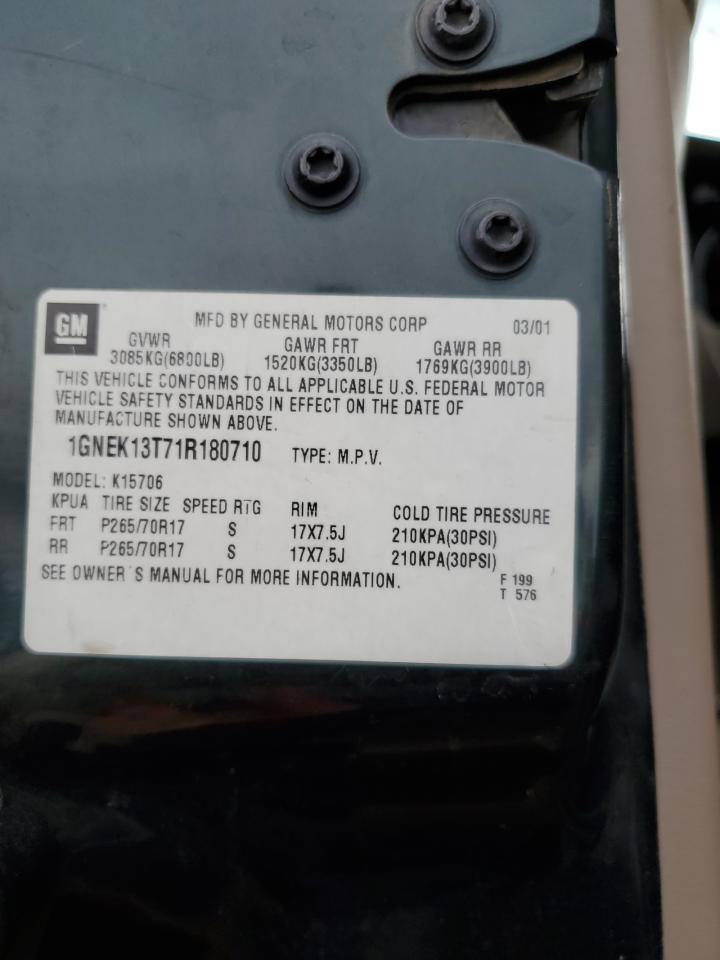 GM
MFD BY GENERAL MOTORS CORP 03/01
GVWR GAWR FRT GAWR RR
3085KG(6800LB) 1520KG(3350LB) 1769KG(3900LB)
THIS VEHICLE CONFORMS TO ALL APPLICABLE U.S. FEDERAL MOTOR
VEHICLE SAFETY STANDARDS IN EFFECT ON THE DATE OF
MANUFACTURE SHOWN ABOVE.
1GNEK13T71R180710 TYPE: M.P.V.
MODEL: K15706
KPUA TIRE SIZE SPEED RTG RIM COLD TIRE PRESSURE
FRT P265/70R17 S 17X7.5J 210KPA(30PSI)
RR P265/70R17 S 17X7.5J 210KPA(30PSI)
SEE OWNER'S MANUAL FOR MORE INFORMATION.
F 199
T 576